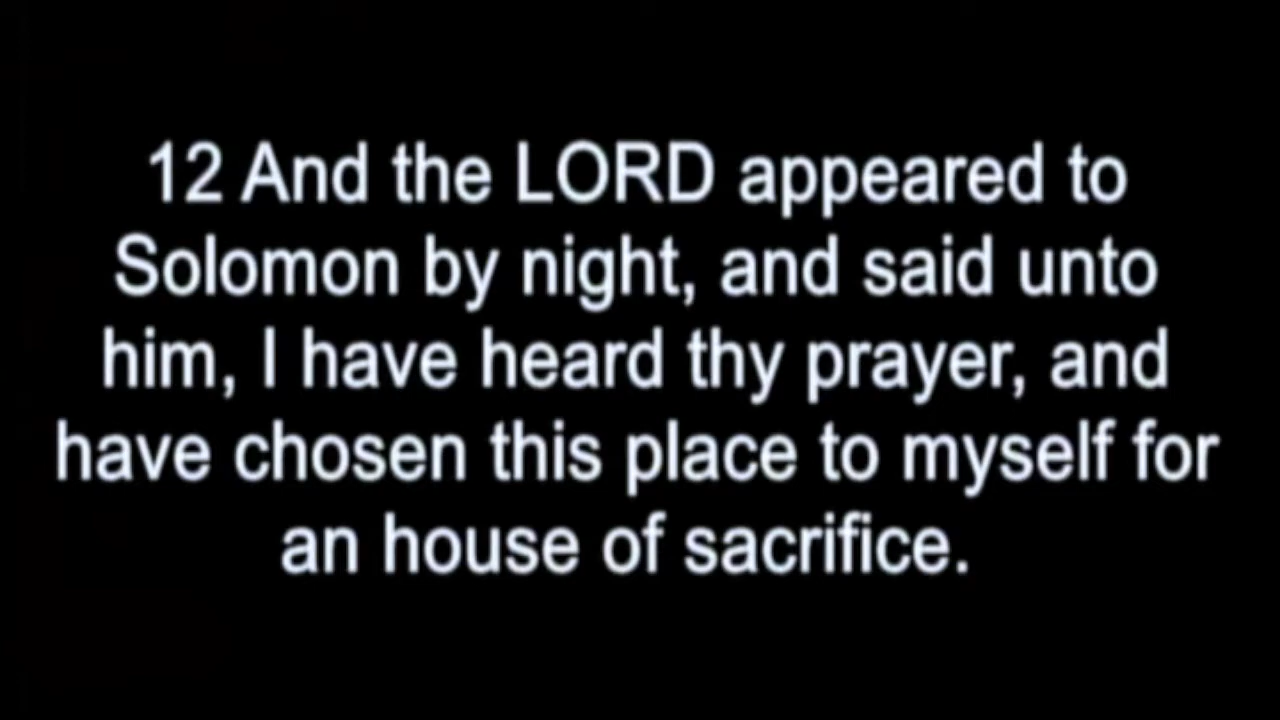 12 And the LORD appeared to
Solomon by night, and said unto
him, I have heard thy prayer, and
have chosen this place to myself for
an house of sacrifice.